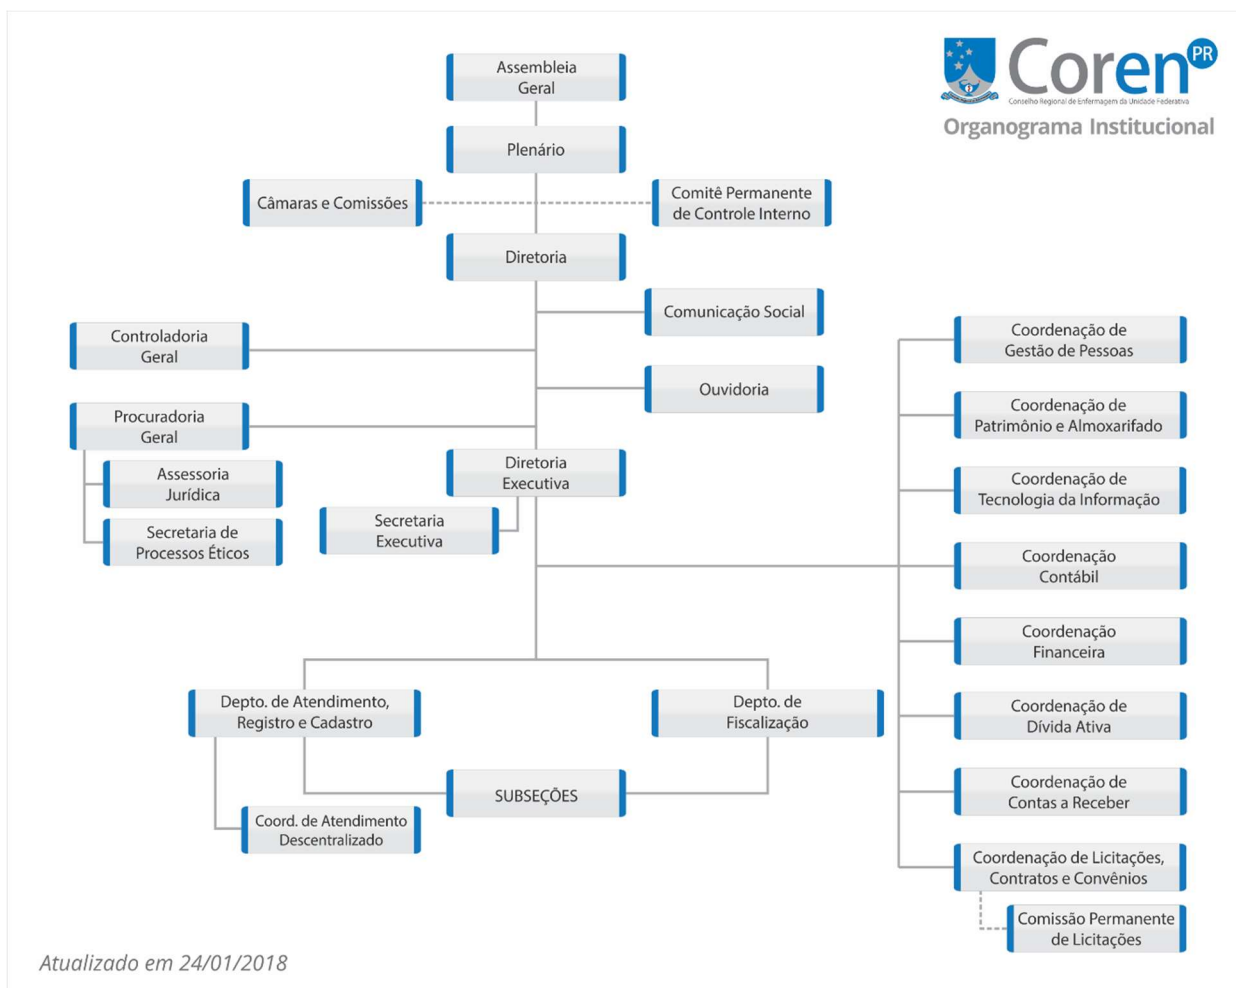 Coren PR
Conselho Regional de Enfermagem da Unidade Federativa
Organograma Institucional
Assembleia
Geral
Plenário
Câmaras e Comissões
Comitê Permanente
de Controle Interno
Diretoria
Comunicação Social
Controladoria
Geral
Ouvidoria
Procuradoria
Geral
Assessoria
Jurídica
Secretaria de
Processos Éticos
Diretoria
Executiva
Secretaria
Executiva
Coordenação de
Gestão de Pessoas
Coordenação de
Patrimônio e Almoxarifado
Coordenação de
Tecnologia da Informação
Coordenação
Contábil
Coordenação
Financeira
Coordenação de
Dívida Ativa
Coordenação de
Contas a Receber
Coordenação de Licitações,
Contratos e Convênios
Comissão Permanente
de Licitações
Depto. de Atendimento,
Registro e Cadastro
Depto. de
Fiscalização
SUBSEÇÕES
Coord. de Atendimento
Descentralizado
Atualizado em 24/01/2018